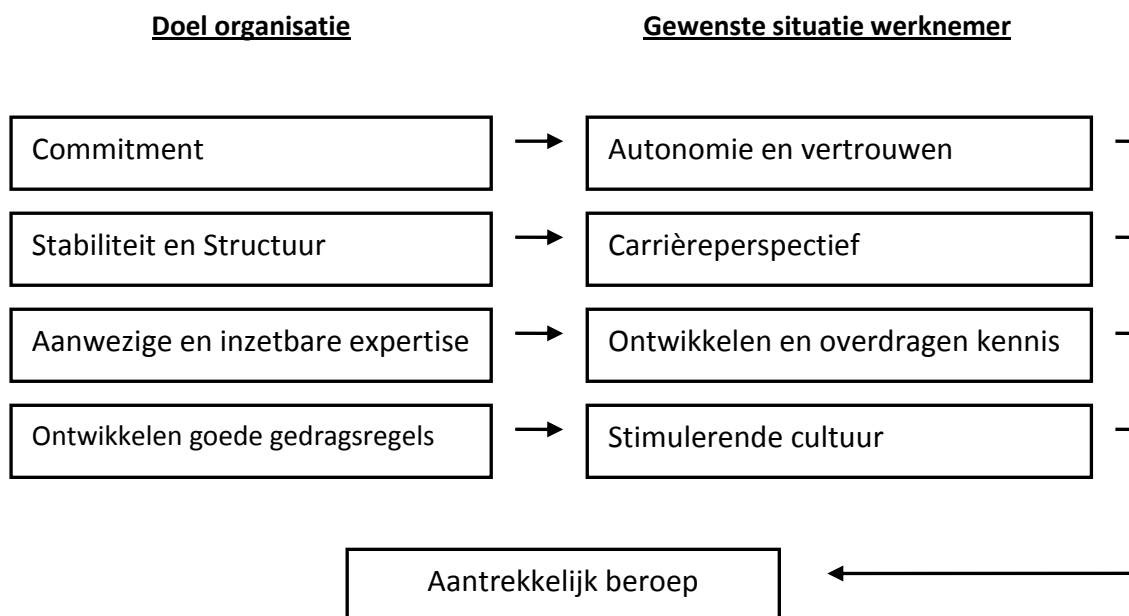 Doel organisatie
Gewenste situatie werknemer
Commitment
Autonomie en vertrouwen
Stabiliteit en Structuur
Carrièreperspectief
Aanwezige en inzetbare expertise
Ontwikkelen en overdragen kennis
Ontwikkelen goede gedragsregels
Stimulerende cultuur
Aantrekkelijk beroep